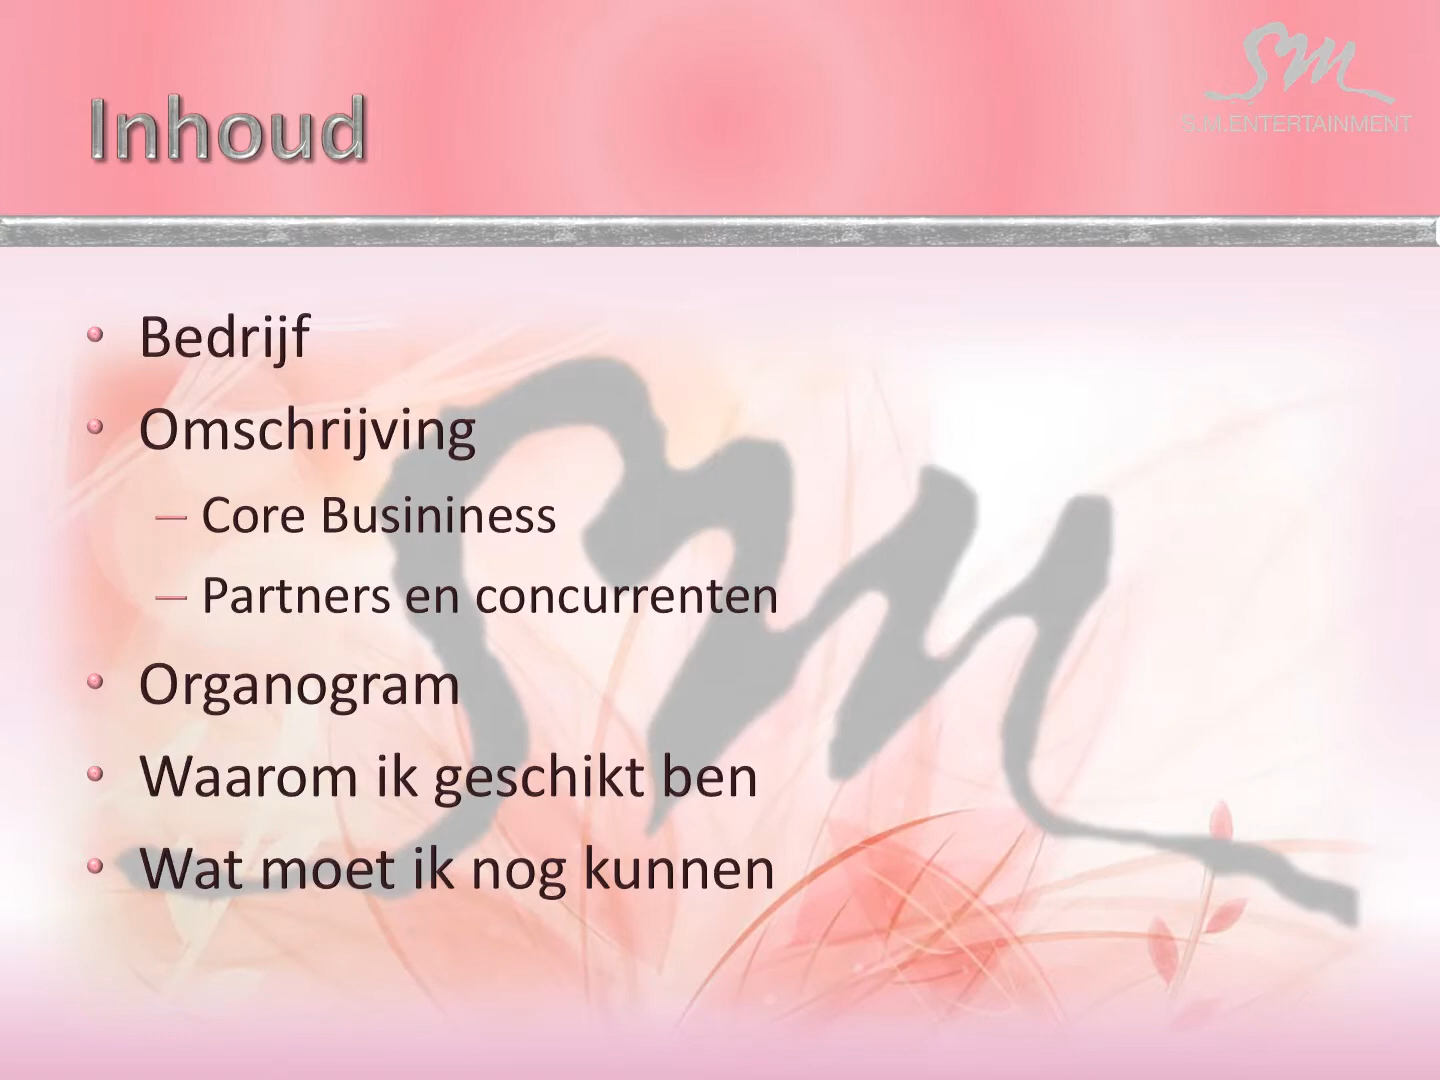 Inhoud
S.M.ENTERTAINMENT
• Bedrijf
• Omschrijving
– Core Busininess
– Partners en concurrenten
• Organogram
• Waarom ik geschikt ben
• Wat moet ik nog kunnen